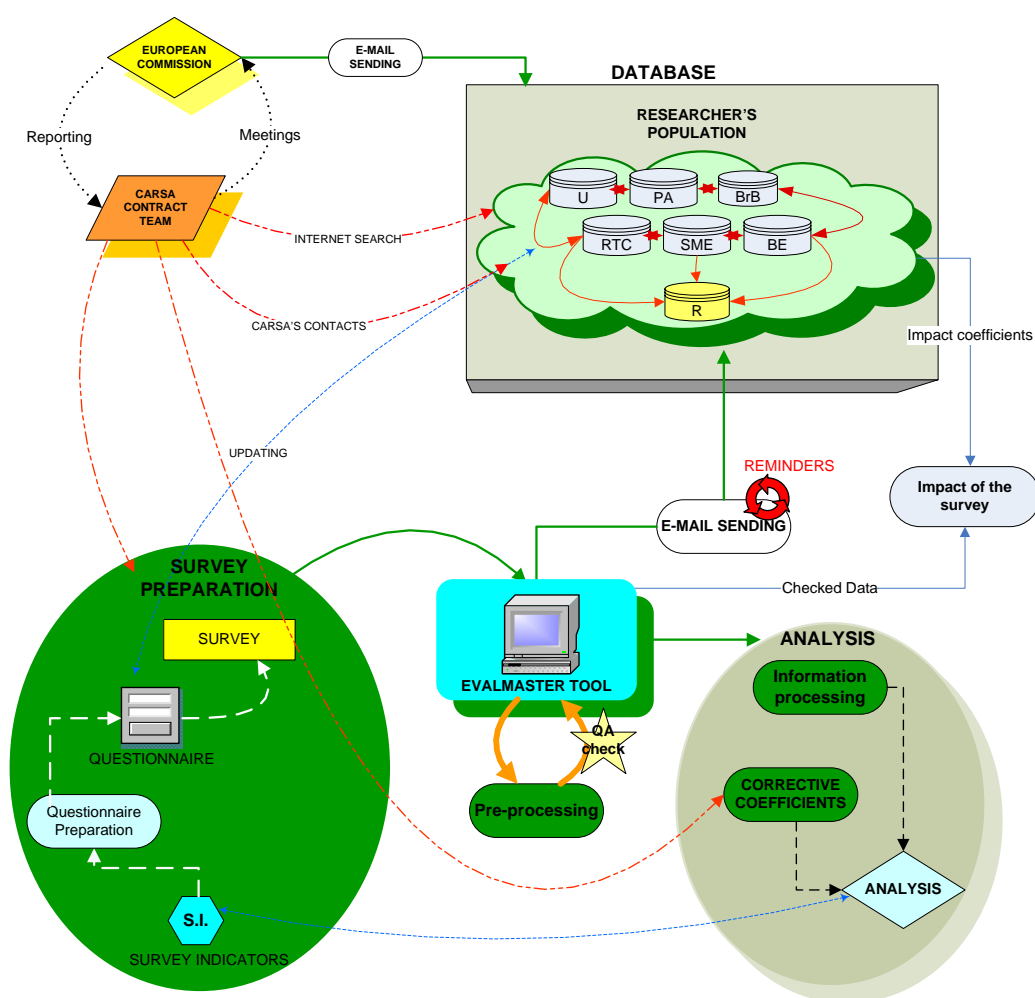 EUROPEAN
COMMISSION
E-MAIL
SENDING
DATABASE
RESEARCHER'S
POPULATION
Reporting
Meetings
CARSA
CONTRACT
TEAM
U
PA
BrB
RTC
SME
BE
R
INTERNET SEARCH
CARSA'S CONTACTS
Impact coefficients
UPDATING
REMINDERS
E-MAIL SENDING
Impact of the
survey
SURVEY
PREPARATION
SURVEY
Checked Data
EVALMASTER TOOL
ANALYSIS
Information
processing
QA
check
QUESTIONNAIRE
Pre-processing
CORRECTIVE
COEFFICIENTS
Questionnaire
Preparation
ANALYSIS
S.I.
SURVEY INDICATORS